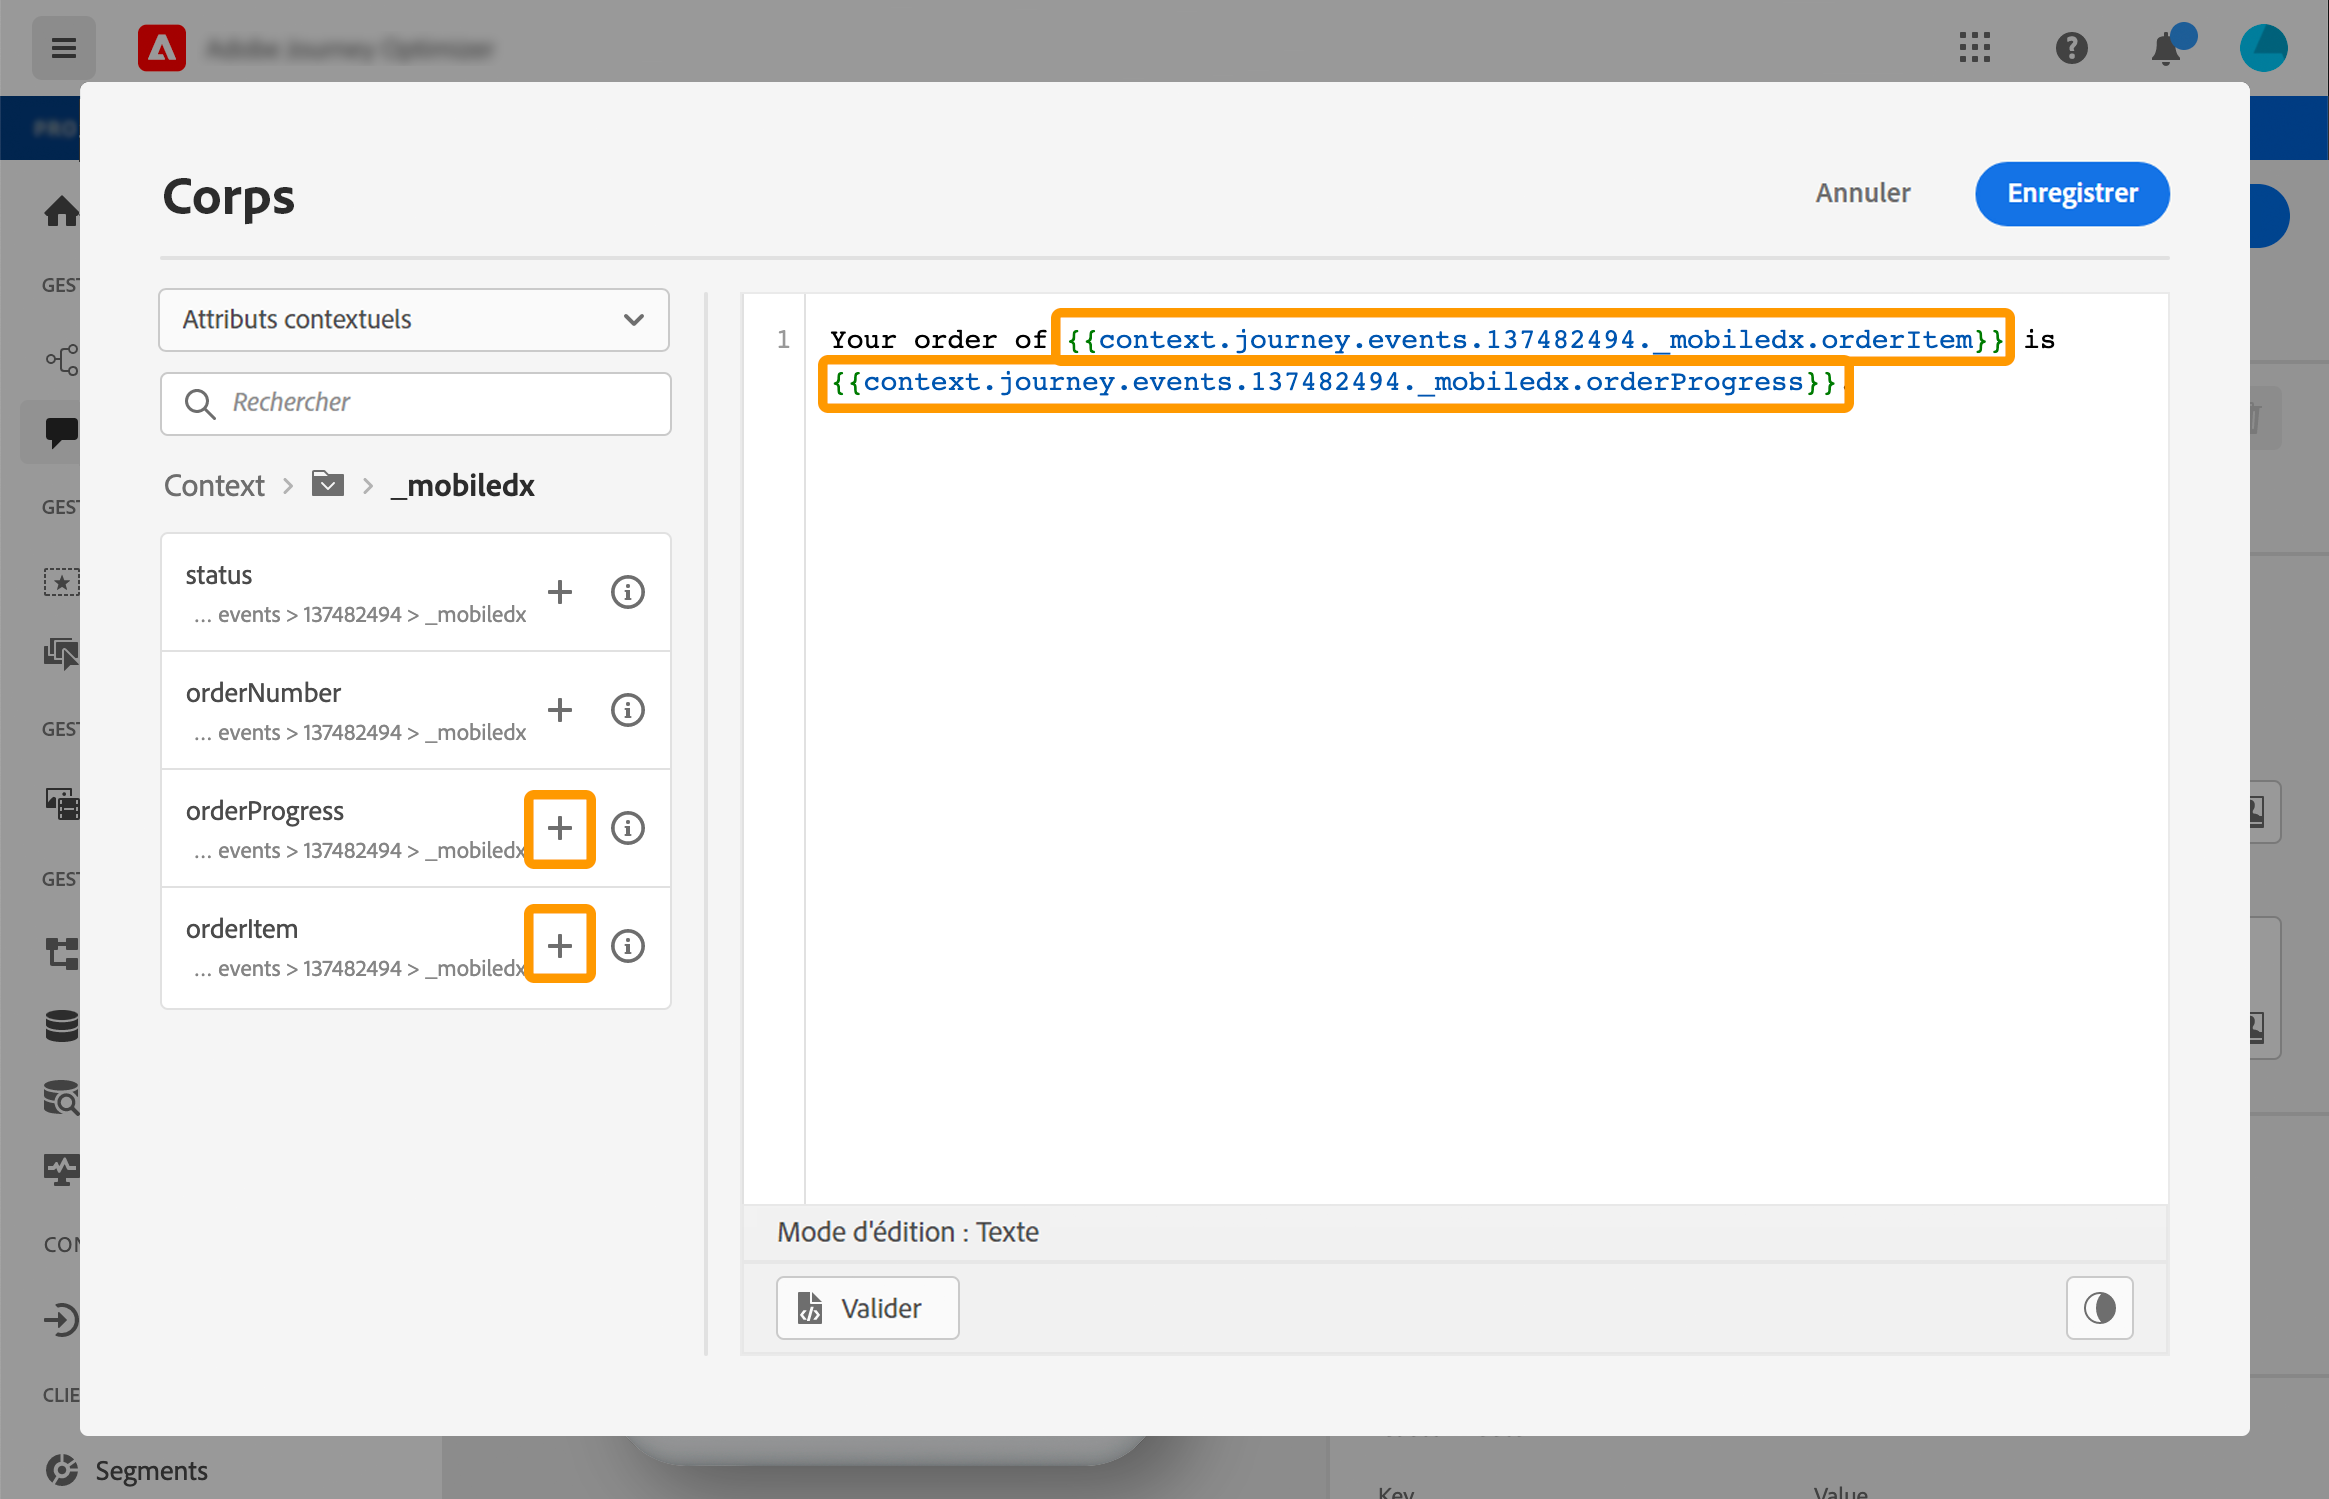 Adobe Journey Optimizer
Corps
Annuler
Enregistrer
Attributs contextuels
Rechercher
Context > > _mobiledx
status
... events > 137482494 > _mobiledx
orderNumber
... events > 137482494 > _mobiledx
orderProgress
... events > 137482494 > _mobiledx
orderItem
... events > 137482494 > _mobiledx
1 Your order of {{context.journey.events.137482494._mobiledx.orderItem}} is
{{context.journey.events.137482494._mobiledx.orderProgress}}.
Mode d'édition : Texte
Valider
PRO
GEST
GEST
GEST
GEST
CON
CLIE
Segments
Key
Value